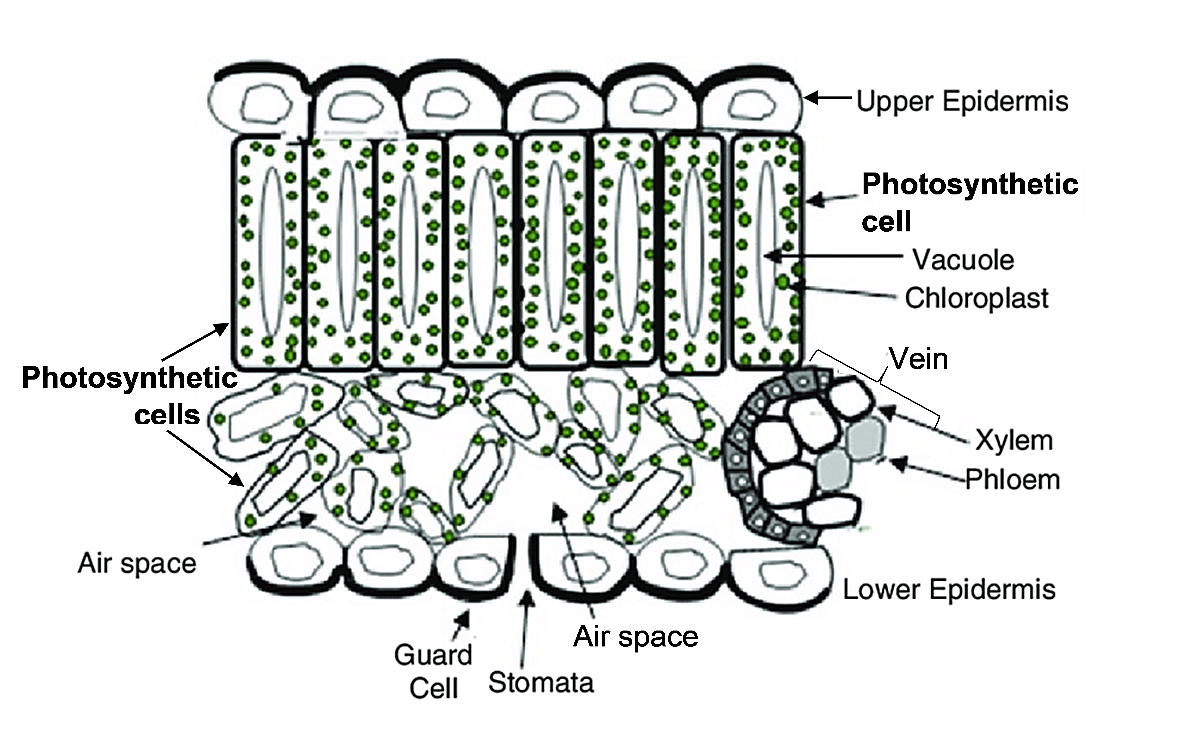 Upper Epidermis
Photosynthetic
cell
Vacuole
Chloroplast
Vein
Photosynthetic
cells
Xylem
Phloem
Air space
Lower Epidermis
Air space
Guard
Cell
Stomata